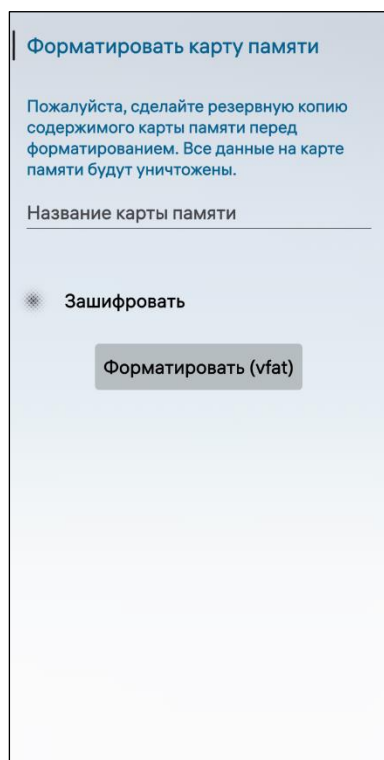 Форматировать карту памяти
Пожалуйста, сделайте резервную копию
содержимого карты памяти перед
форматированием. Все данные на карте
памяти будут уничтожены.
Название карты памяти
Зашифровать
Форматировать (vfat)